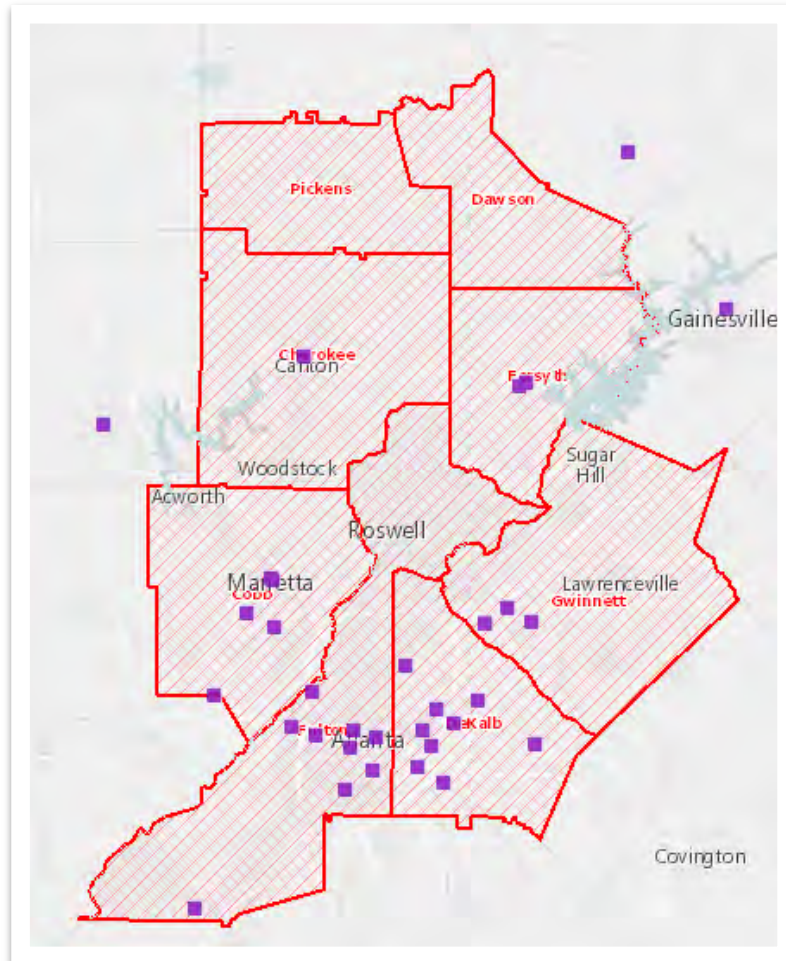 Pickens
Dawson
Gainesville
Cherokee
Canton
Forsyth
Sugar
Hill
Woodstock
Acworth
Roswell
Marietta
Cobb
Lawrenceville
Gwinnett
Fulton
Atlanta
DeKalb
Covington